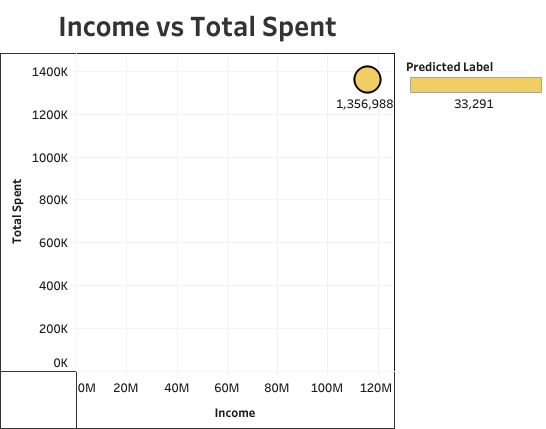 Income vs Total Spent
Predicted Label
33,291
1400K
1,356,988
1200K
1000K
800K
600K
400K
200K
0K
Total Spent
0M 20M 40M 60M 80M 100M 120M
Income